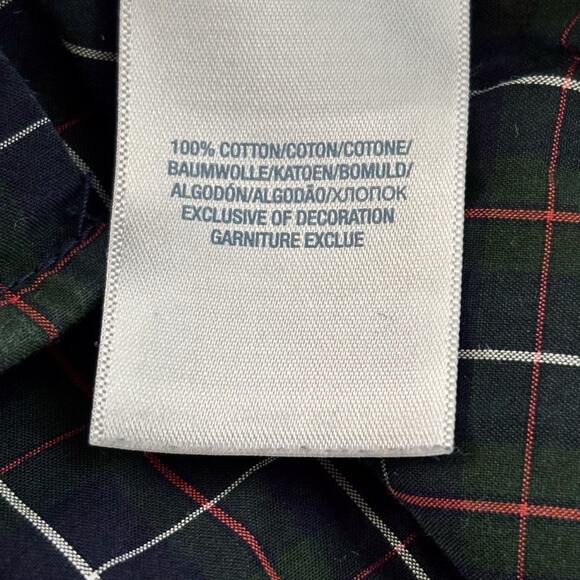 100% COTTON/COTON/COTONE/
BAUMWOLLE/KATOEN/BOMULD/
ALGODÓN/ALGODÃO/ХЛОПОК
EXCLUSIVE OF DECORATION
GARNITURE EXCLUE